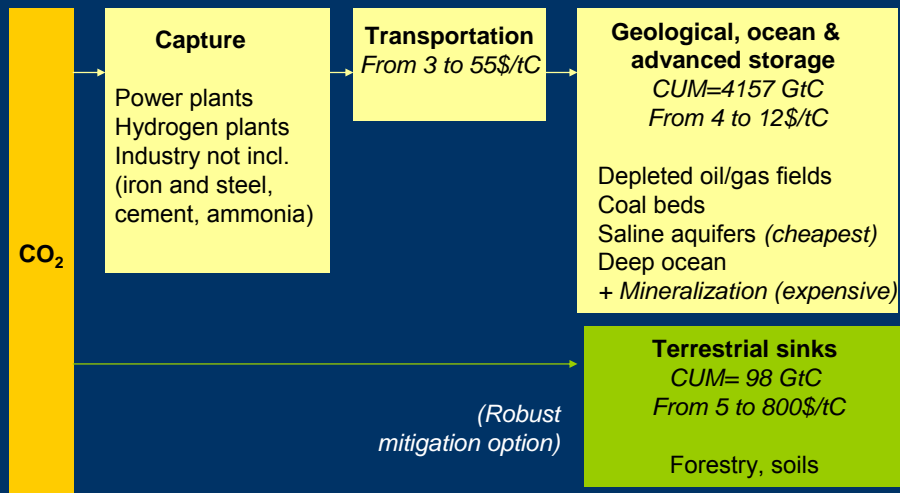 CO₂
Capture
Power plants
Hydrogen plants
Industry not incl.
(iron and steel,
cement, ammonia)
Transportation
From 3 to 55$/tC
Geological, ocean &
advanced storage
CUM=4157 GtC
From 4 to 12$/tC
Depleted oil/gas fields
Coal beds
Saline aquifers (cheapest)
Deep ocean
+ Mineralization (expensive)
(Robust
mitigation option)
Terrestrial sinks
CUM= 98 GtC
From 5 to 800$/tC
Forestry, soils